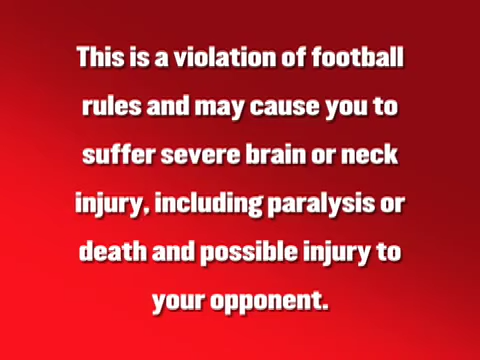 This is a violation of football
rules and may cause you to
suffer severe brain or neck
injury, including paralysis or
death and possible injury to
your opponent.